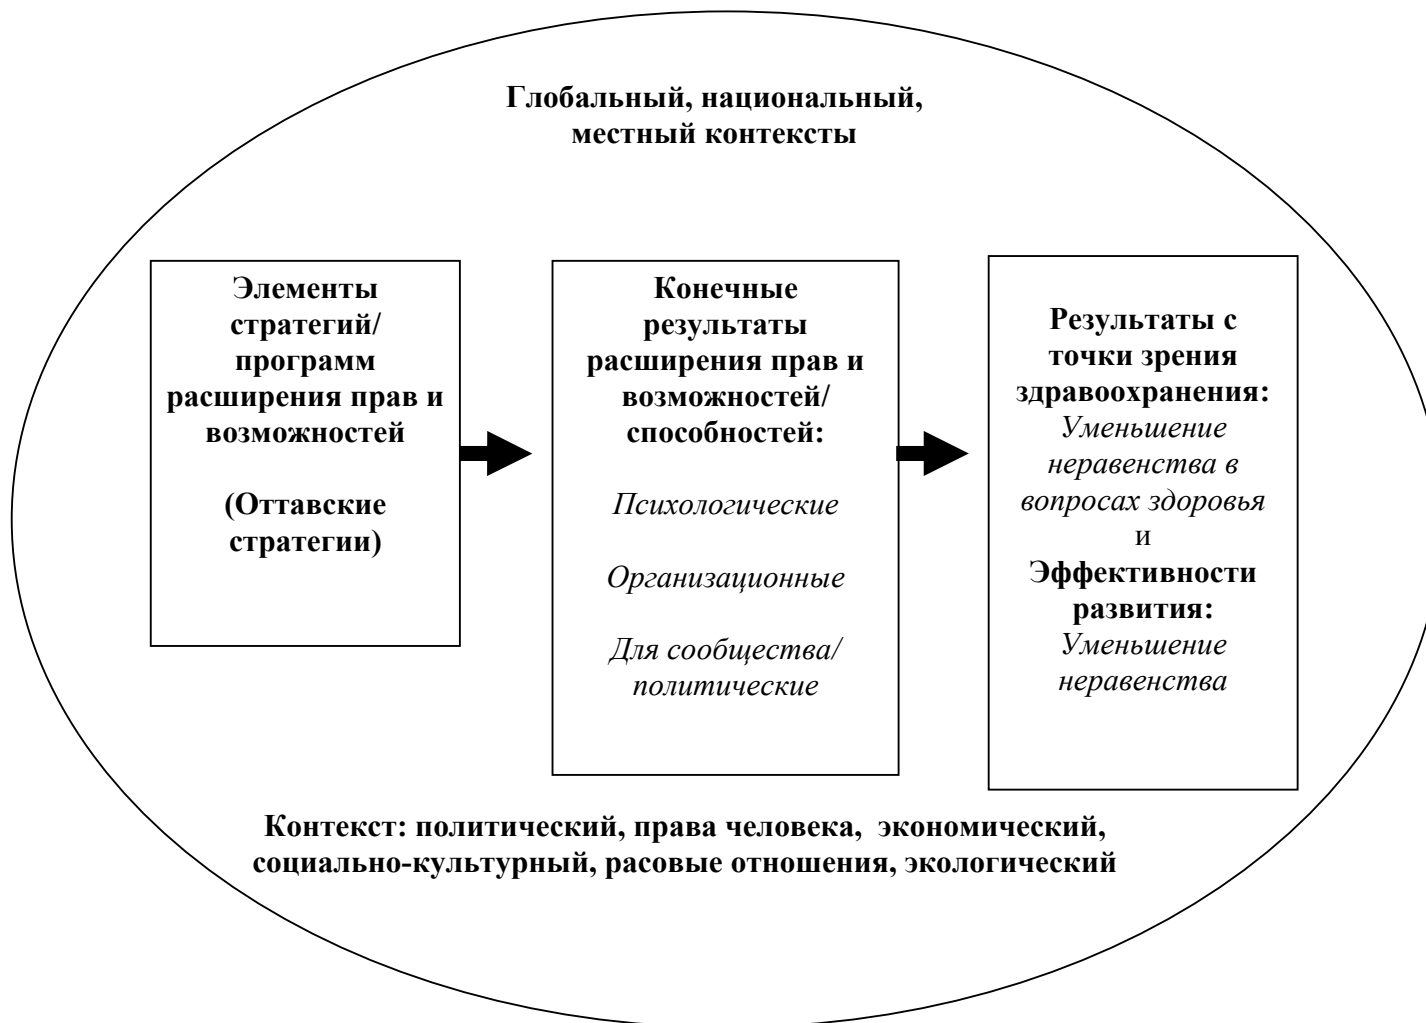 Глобальный, национальный,
местный контексты
Элементы
стратегий/
программ
расширения прав и
возможностей
(Оттавские
стратегии)
Конечные
результаты
расширения прав и
возможностей/
способностей:
Психологические
Организационные
Для сообщества/
политические
Результаты с
точки зрения
здравоохранения:
Уменьшение
неравенства в
вопросах здоровья
и
Эффективности
развития:
Уменьшение
неравенства
Контекст: политический, права человека, экономический,
социально-культурный, расовые отношения, экологический